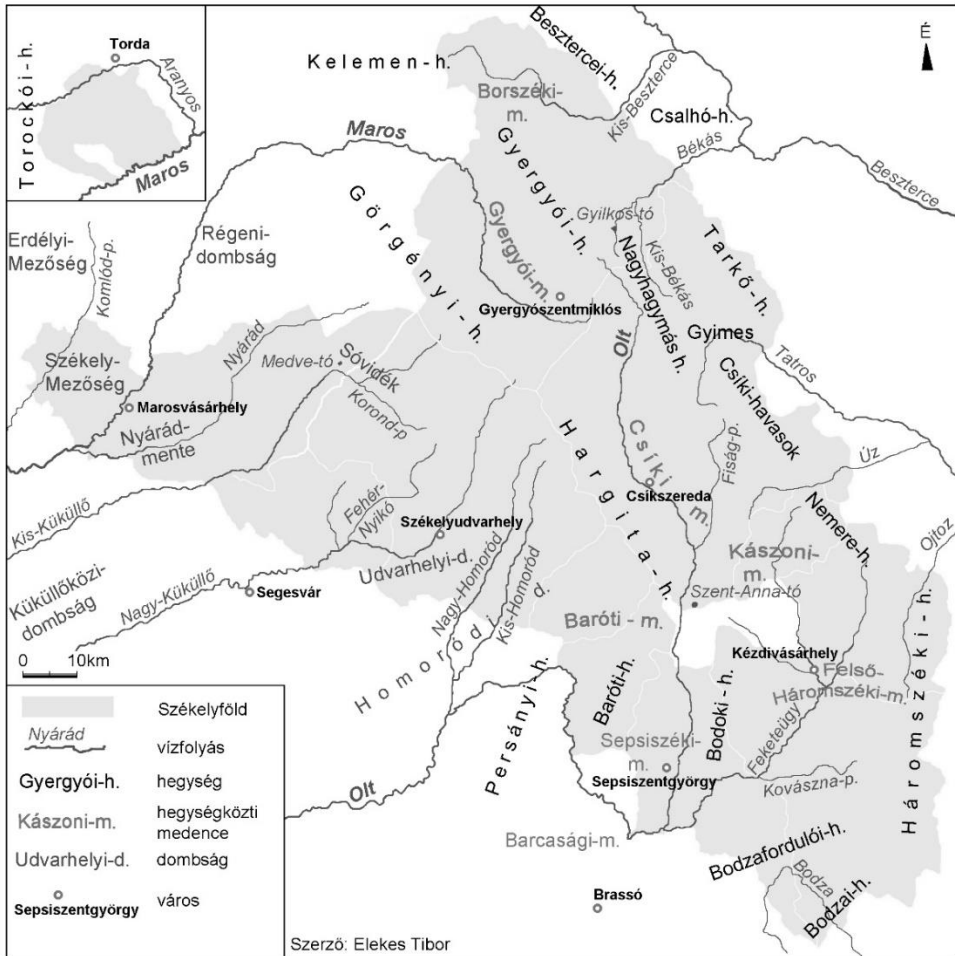 Torda
Aranyos
Torockói-h.
Maros
É
Kelemen-h.
Besztercei-h.
Borszéki-
m.
Kis-Beszterce
Csalhó-h.
Maros
Békás
Beszterce
Gyergyói-h.
Görgényi-h.
Gyergyói-m.
Gyilkos-tó
Gyergyószentmiklós
Nagyhagymás h.
Kis-Békás
Tarkő-h.
Erdélyi-
Mezőség
Komlód-p.
Régeni-
dombság
Olt
Gyimes
Tatros
Csíki-havasok
Székely-
Mezőség
Nyárád
Medve-tó
Sóvidék
Marosvásárhely
Korond-p
Nyárád-
mente
Hargita-h.
Csíki m.
Csikszereda
Fiság-p.
Úz
Nemere-h.
Ojtoz
Kis-Küküllő
Fehér-
Nyikó
Székelyudvarhely
Udvarhelyi-d.
Nagy-Homoród
Kis-Homoród
Homoródi d.
Kászoni-
m.
Szent-Anna-tó
Küküllőközi-
dombság
Nagy-Küküllő
Segesvár
Baróti - m.
Kézdivásárhely
Felső-
Háromszéki-m.
Háromszéki-h.
0 10km
Persányi-h.
Baróti-h.
Bodoki - h.
Feketeügy
Sepsiszéki-
m.
Sepsiszentgyörgy
Kovászna-p.
Olt
Barcasági-m.
Bodzafordulói-h.
Bodza
Bodzai-h.
Brassó
Székelyföld
Nyárád
vízfolyás
Gyergyói-h.
hegység
Kászoni-m.
hegységközti
medence
Udvarhelyi-d.
dombság
Sepsiszentgyörgy
város
Szerző: Elekes Tibor